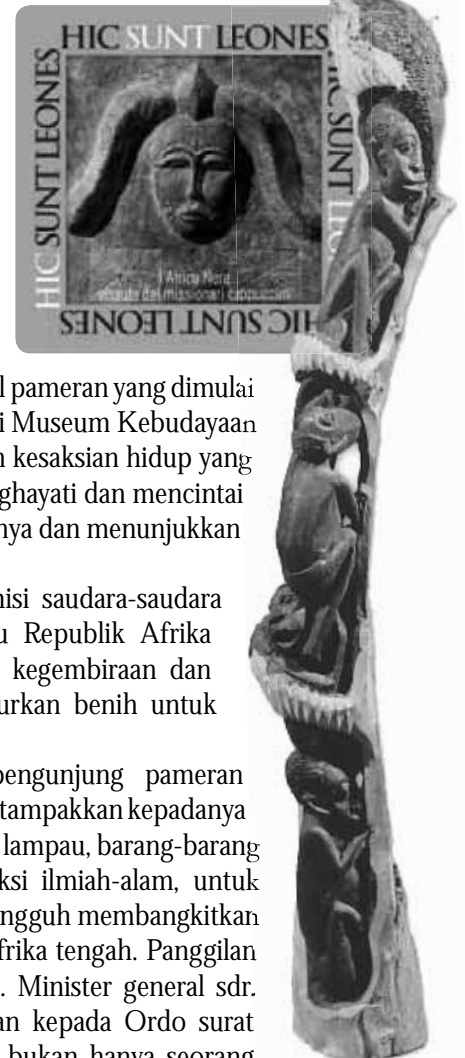 HIC SUNT LEONES
HIC SUNT LEONES
HIC SUNT
HIC SUNT LEONES
l'Africa Nera
missionari cappuccini
l pameran yang dimulai
i Museum Kebudayaan
n kesaksian hidup yang
ghayati dan mencintai
nya dan menunjukkan
nisi saudara-saudara
u Republik Afrika
kegembiraan dan
urkan benih untuk
pengunjung pameran
tampakkan kepadanya
lampau, barang-barang
ksi ilmiah-alam, untuk
ngguh membangkitkan
frika tengah. Panggilan
. Minister general sdr.
an kepada Ordo surat
bukan hanya seorang